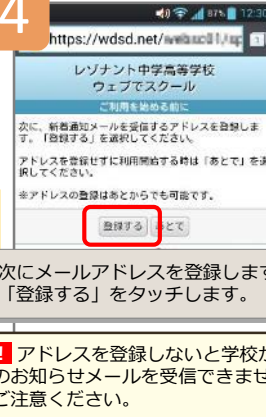 4
87% 12:30
https://wdsd.net/
1
レゾナント中学高等学校
ウェブでスクール
ご利用を始める前に
次に、新着通知メールを受信するアドレスを登録しま
す。「登録する」を選択してください。
アドレスを登録せずに利用開始する時は「あとで」を選
択してください。
※アドレスの登録はあとからでも可能です。
登録する あとで
次にメールアドレスを登録します
「登録する」をタッチします。
! アドレスを登録しないと学校か
のお知らせメールを受信できませ
ご注意ください。